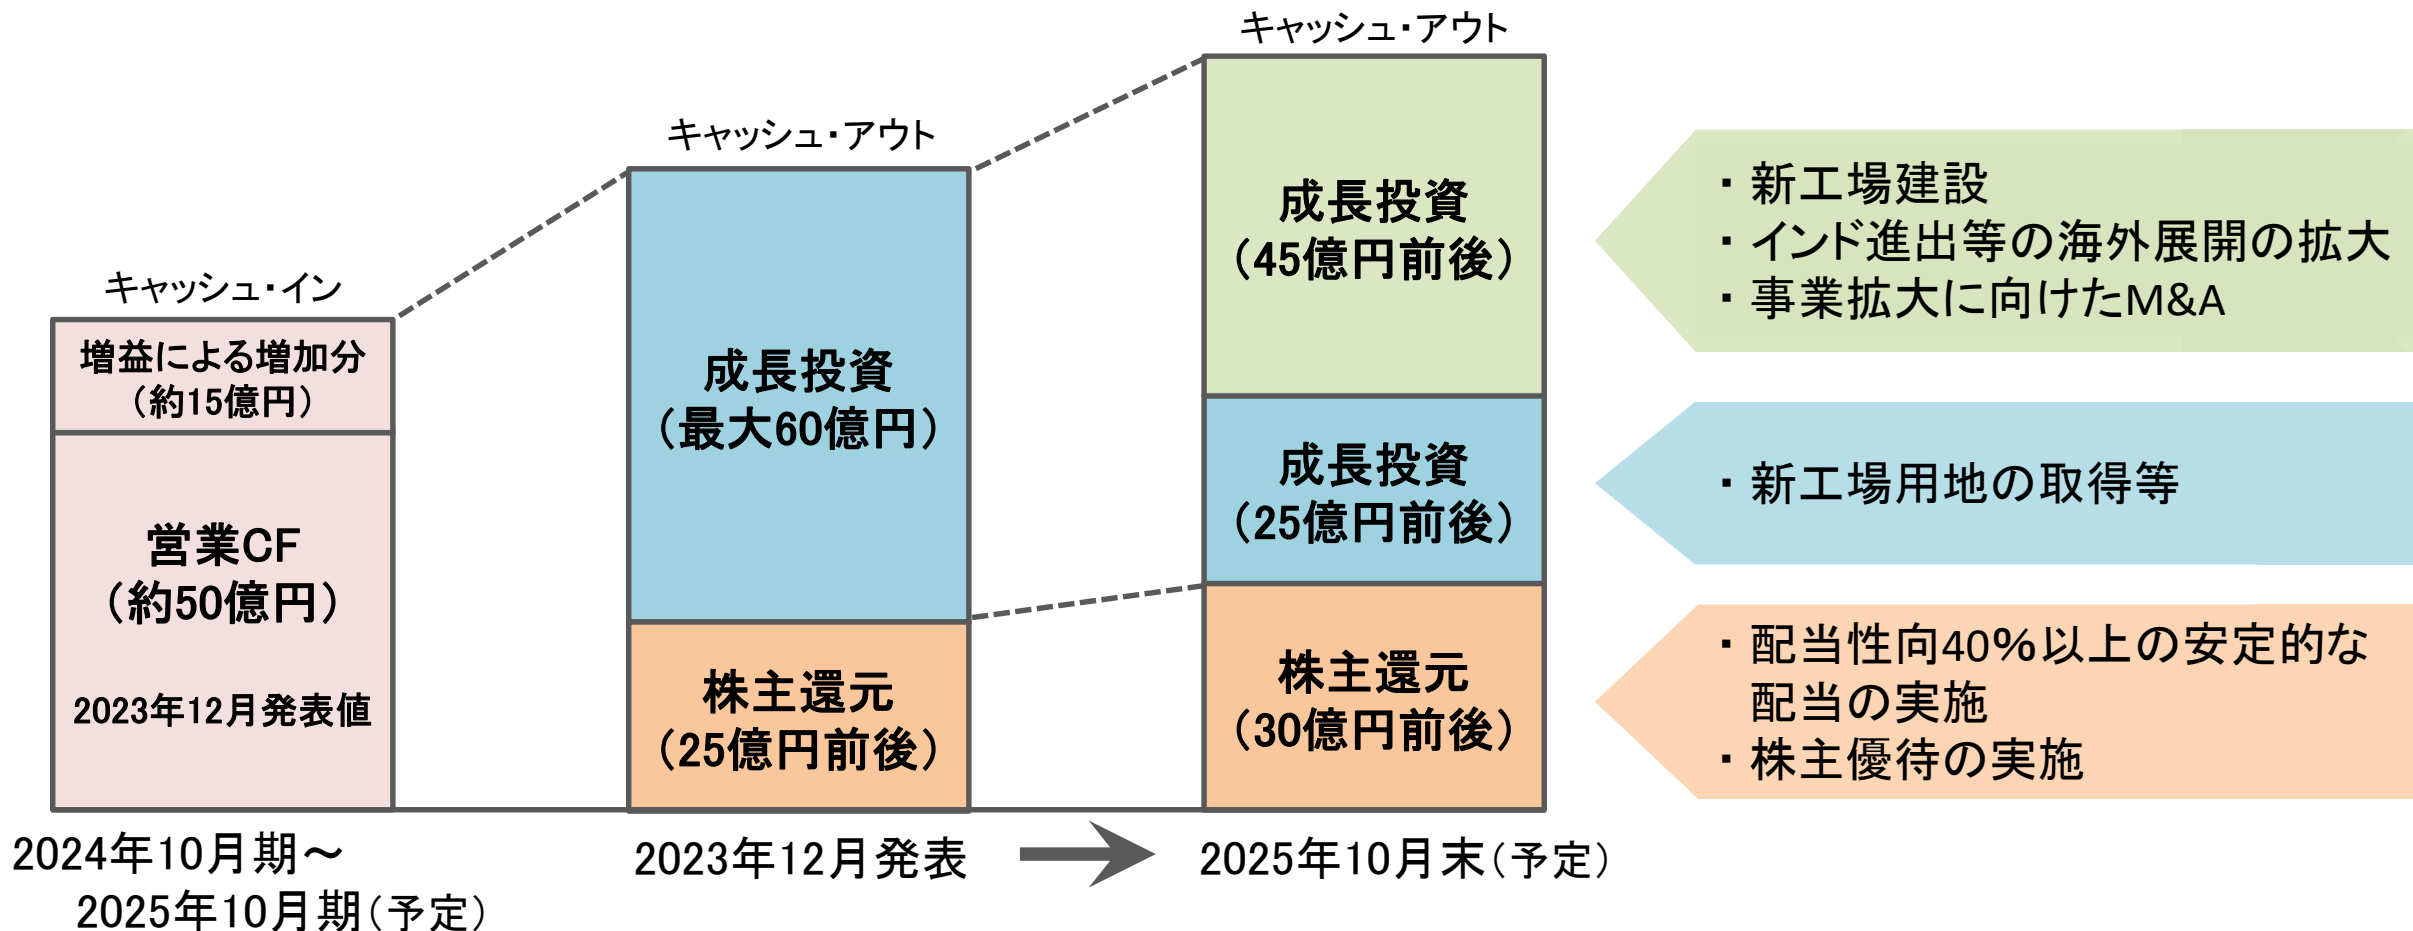 キャッシュ・イン
増益による増加分
（約15億円）
営業CF
（約50億円）
2023年12月発表値
2024年10月期～
2025年10月期（予定）
キャッシュ・アウト
成長投資
（最大60億円）
株主還元
（25億円前後）
2023年12月発表
キャッシュ・アウト
成長投資
（45億円前後）
成長投資
（25億円前後）
株主還元
（30億円前後）
2025年10月末（予定）
・新工場建設
・インド進出等の海外展開の拡大
・事業拡大に向けたM&A
・新工場用地の取得等
・配当性向40％以上の安定的な
配当の実施
・株主優待の実施